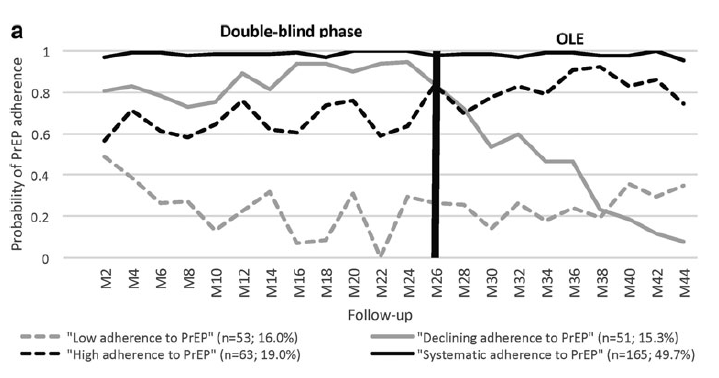 a
Double-blind phase
OLE
Probability of PrEP adherence
1
0.8
0.6
0.4
0.2
0
M2 M4 M6 M8 M10 M12 M14 M16 M18 M20 M22 M24 M26 M28 M30 M32 M34 M36 M38 M40 M42 M44
Follow-up
"Low adherence to PrEP" (n=53; 16.0%)
"Declining adherence to PrEP" (n=51; 15.3%)
"High adherence to PrEP" (n=63; 19.0%)
"Systematic adherence to PrEP" (n=165; 49.7%)